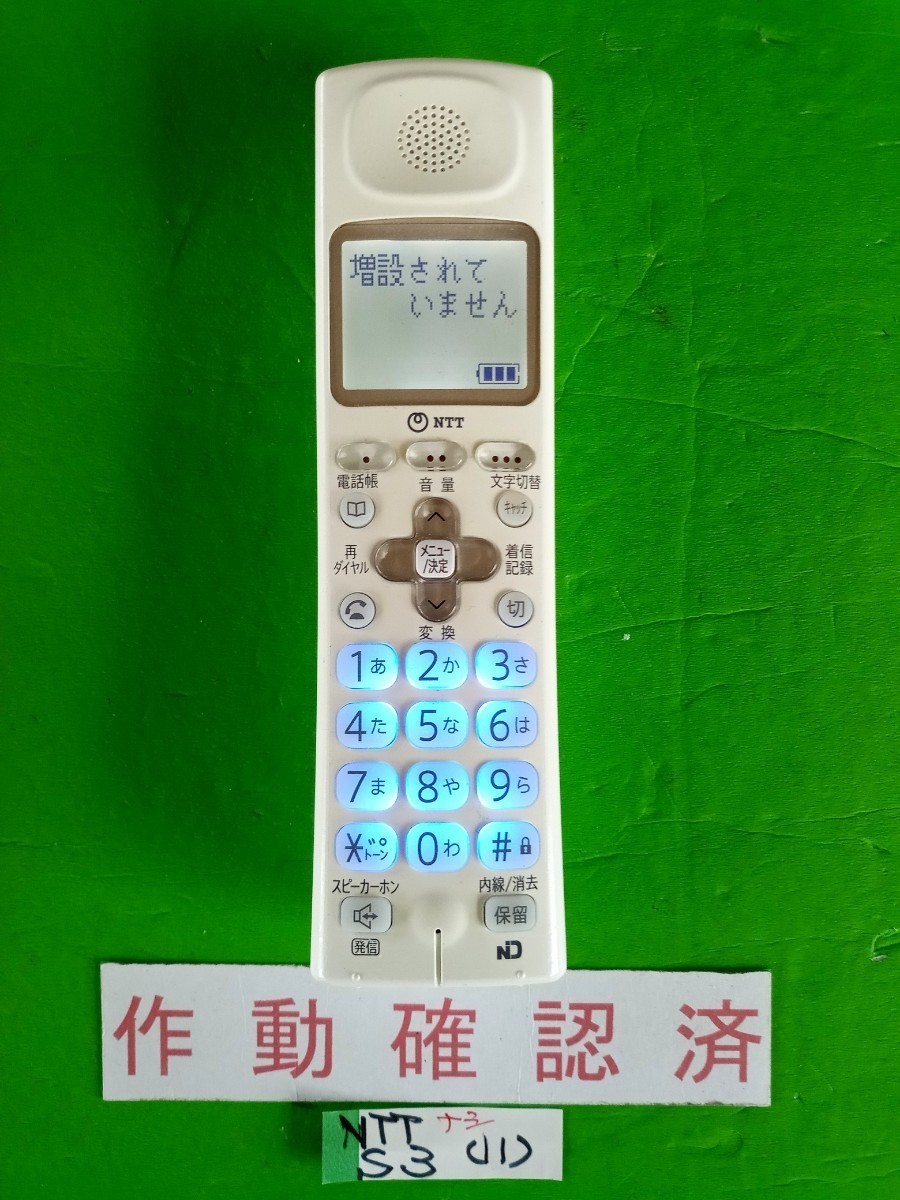 増設されて
いません
NTT
電話帳 音量 文字切替
キャッチ
再
ダイヤル
メニュー
/決定
着信
記録
切
変換
1あ 2か 3さ
4た 5な 6は
7ま 8や 9ら
*トーン 0わ #
スピーカーホン 内線/消去
保留
発信
作動確認済
NTT
S3 (11)